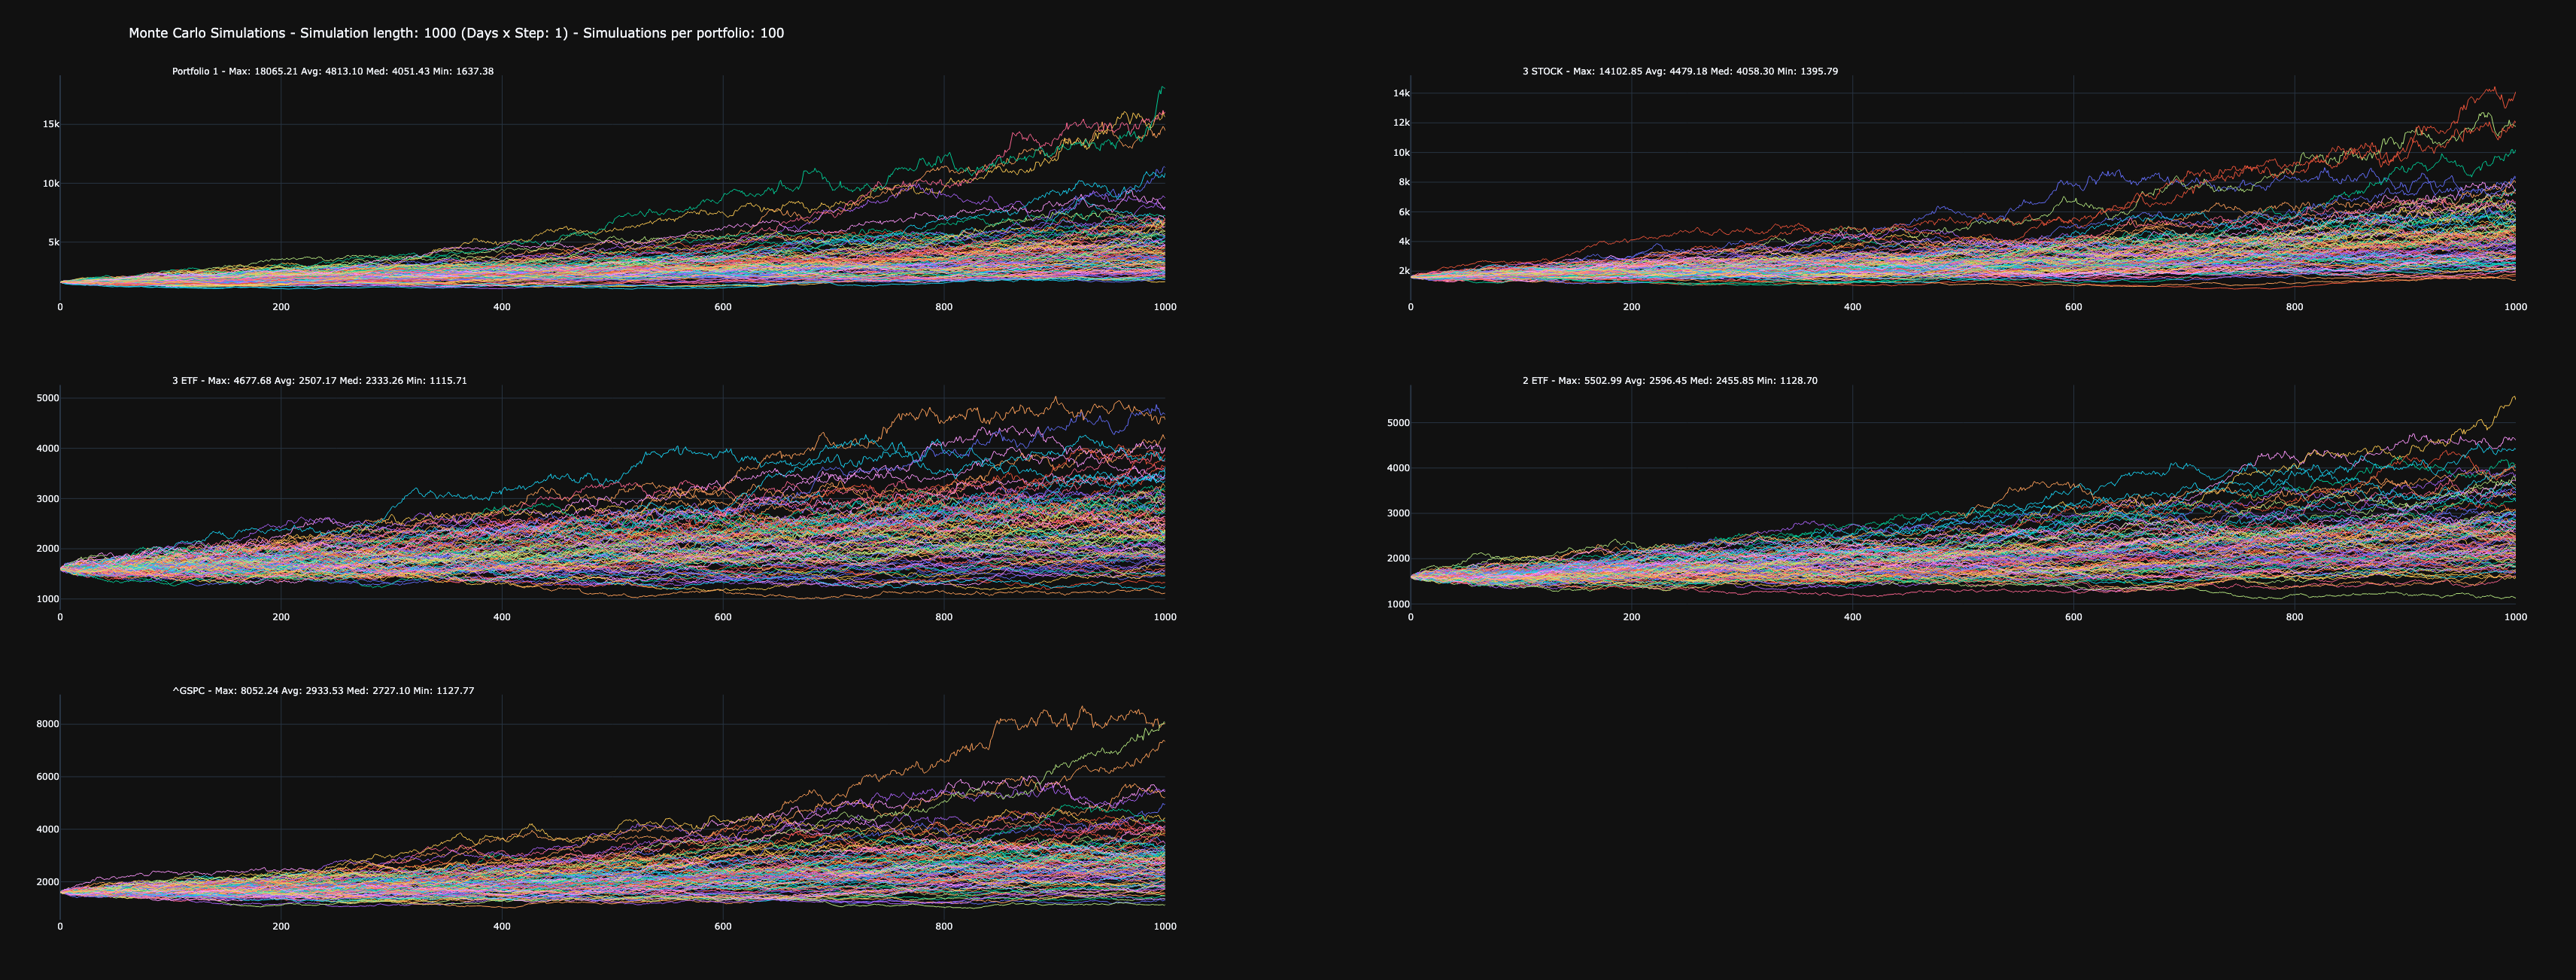 Monte Carlo Simulations - Simulation length: 1000 (Days x Step: 1) - Simuluations per portfolio: 100
Portfolio 1 - Max: 18065.21 Avg: 4813.10 Med: 4051.43 Min: 1637.38
15k
10k
5k
0 200 400 600 800 1000
3 STOCK - Max: 14102.85 Avg: 4479.18 Med: 4058.30 Min: 1395.79
14k
12k
10k
8k
6k
4k
2k
0 200 400 600 800 1000
3 ETF - Max: 4677.68 Avg: 2507.17 Med: 2333.26 Min: 1115.71
5000
4000
3000
2000
1000
0 200 400 600 800 1000
2 ETF - Max: 5502.99 Avg: 2596.45 Med: 2455.85 Min: 1128.70
5000
4000
3000
2000
1000
0 200 400 600 800 1000
^GSPC - Max: 8052.24 Avg: 2933.53 Med: 2727.10 Min: 1127.77
8000
6000
4000
2000
0 200 400 600 800 1000